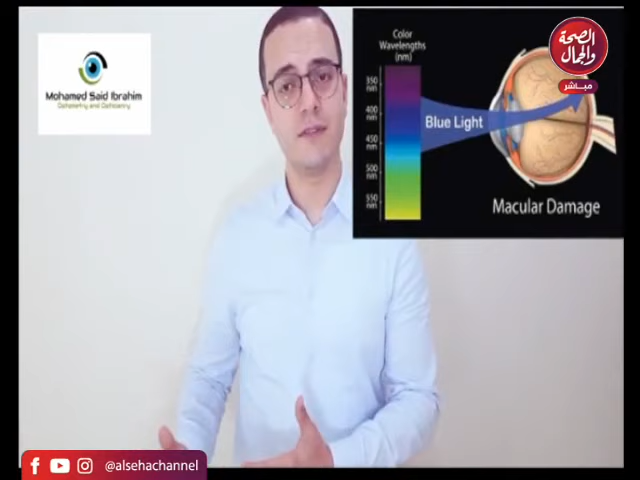 Mohamed Said Ibrahim
Optometry and Opticianry
Color
Wavelengths
(nm)
350
nm
400
nm
450
nm
500
nm
550
nm
Blue Light
Macular Damage
الصحة
والجمال
مباشر
@alsehachannel